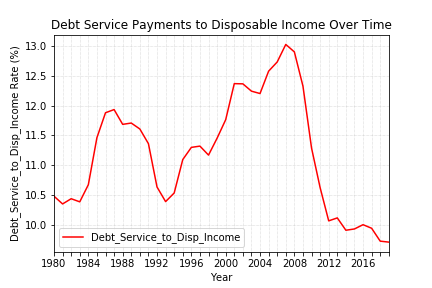 Debt Service Payments to Disposable Income Over Time
Debt_Service_to_Disp_Income Rate (%)
13.0
12.5
12.0
11.5
11.0
10.5
10.0
Debt_Service_to_Disp_Income
1980 1984 1988 1992 1996 2000 2004 2008 2012 2016
Year